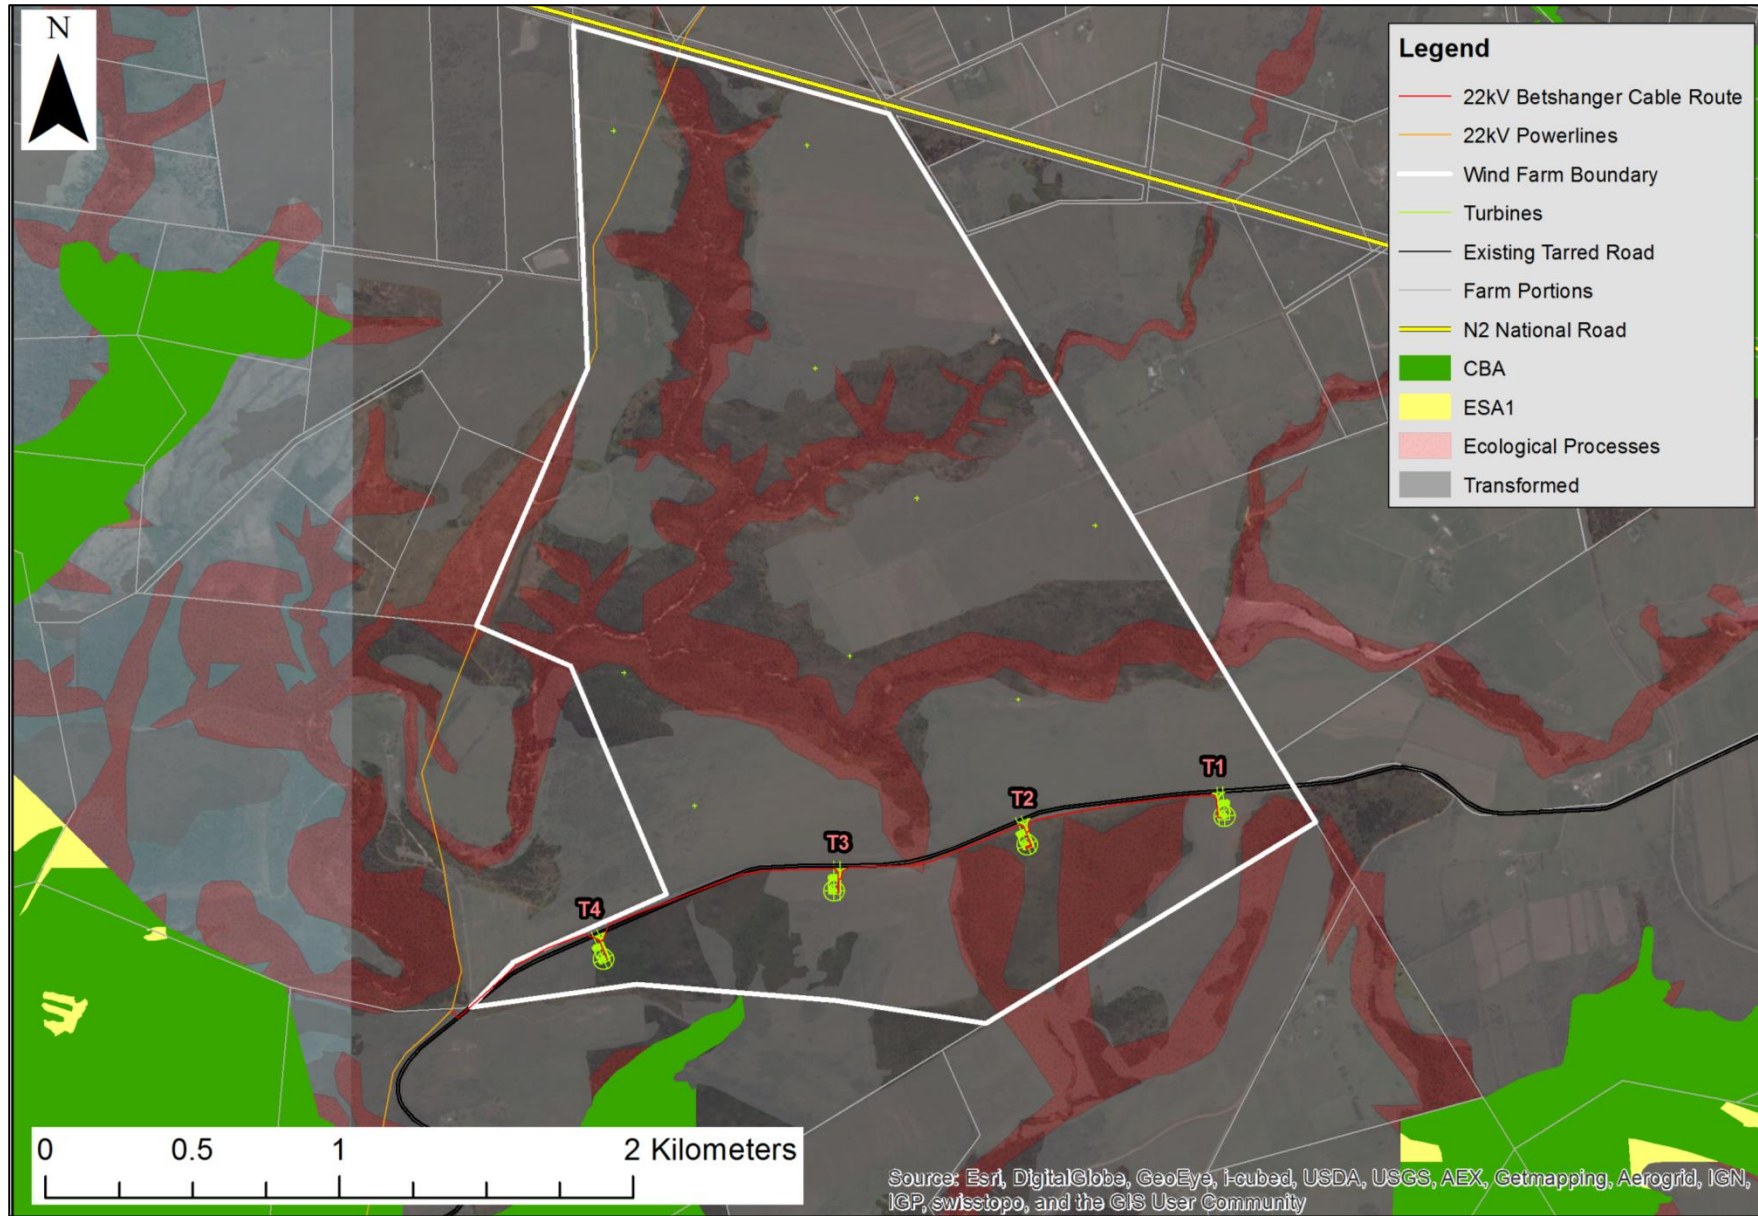 N
Legend
22kV Betshanger Cable Route
22kV Powerlines
Wind Farm Boundary
Turbines
Existing Tarred Road
Farm Portions
N2 National Road
CBA
ESA1
Ecological Processes
Transformed
T1
T2
T3
T4
0 0.5 1 2 Kilometers
Source: Esri, DigitalGlobe, GeoEye, i-cubed, USDA, USGS, AEX, Getmapping, Aerogrid, IGN,
IGP, swisstopo, and the GIS User Community